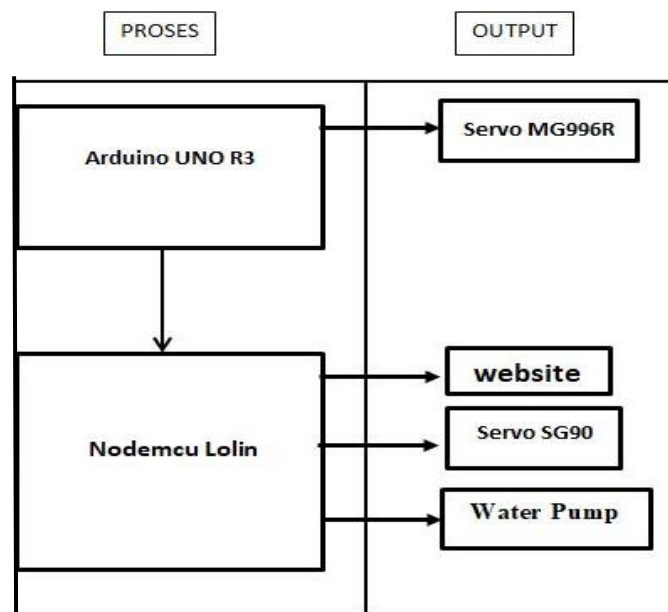 PROSES
OUTPUT
Arduino UNO R3
Servo MG996R
Nodemcu Lolin
website
Servo SG90
Water Pump